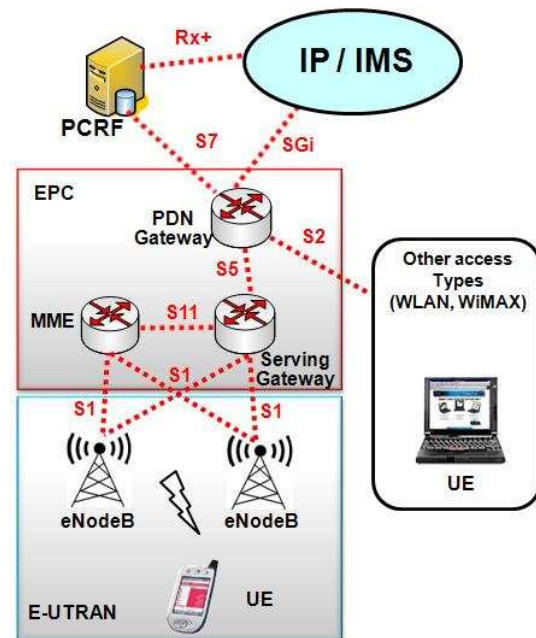 Rx+
IP / IMS
PCRF
S7
SGi
EPC
PDN
Gateway
S2
S5
Other access
Types
(WLAN, WiMAX)
MME
S11
Serving
Gateway
S1
S1
S1
UE
eNodeB
eNodeB
UE
E-UTRAN